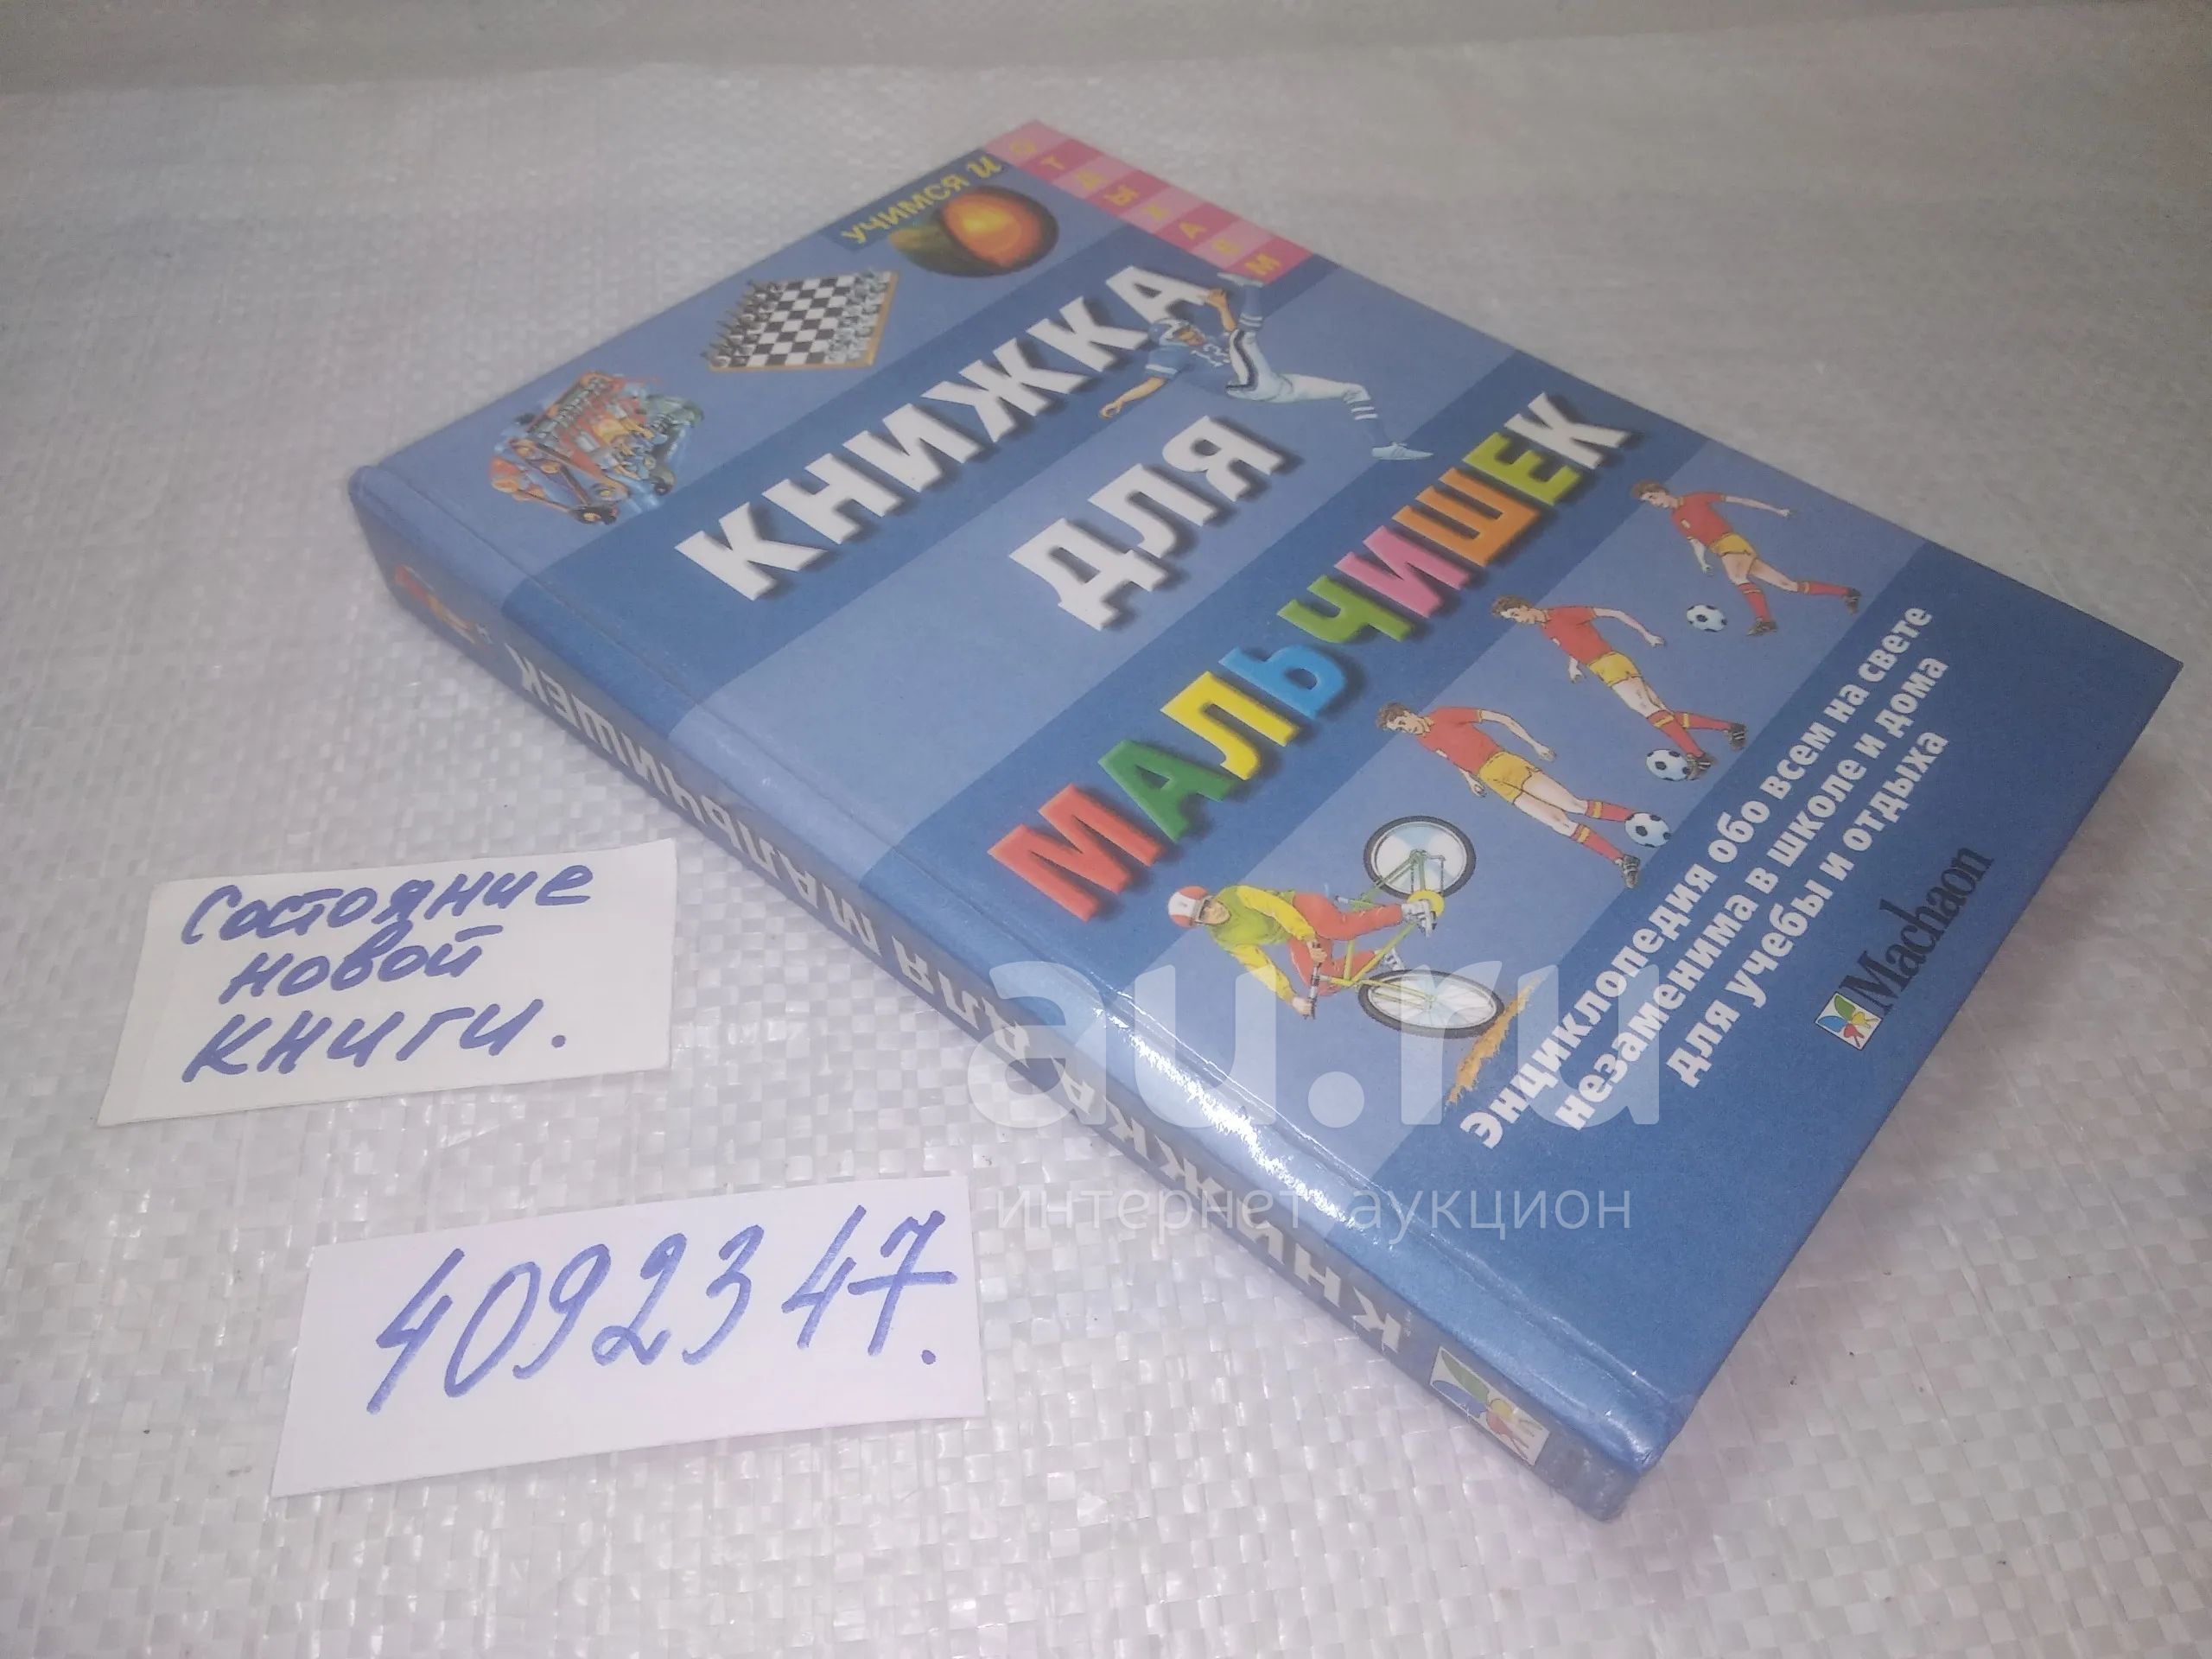 УЧИМСЯ И
ОТДЫХАЕМ
КНИЖКА
ДЛЯ
МАЛЬЧИШЕК
Энциклопедия обо всем на свете
незаменима в школе и дома
для учебы и отдыха
Machaon
КНИЖКА ДЛЯ МАЛЬЧИШЕК
Состояние
новой
книги.
4092347.
au.ru
интернет аукцион